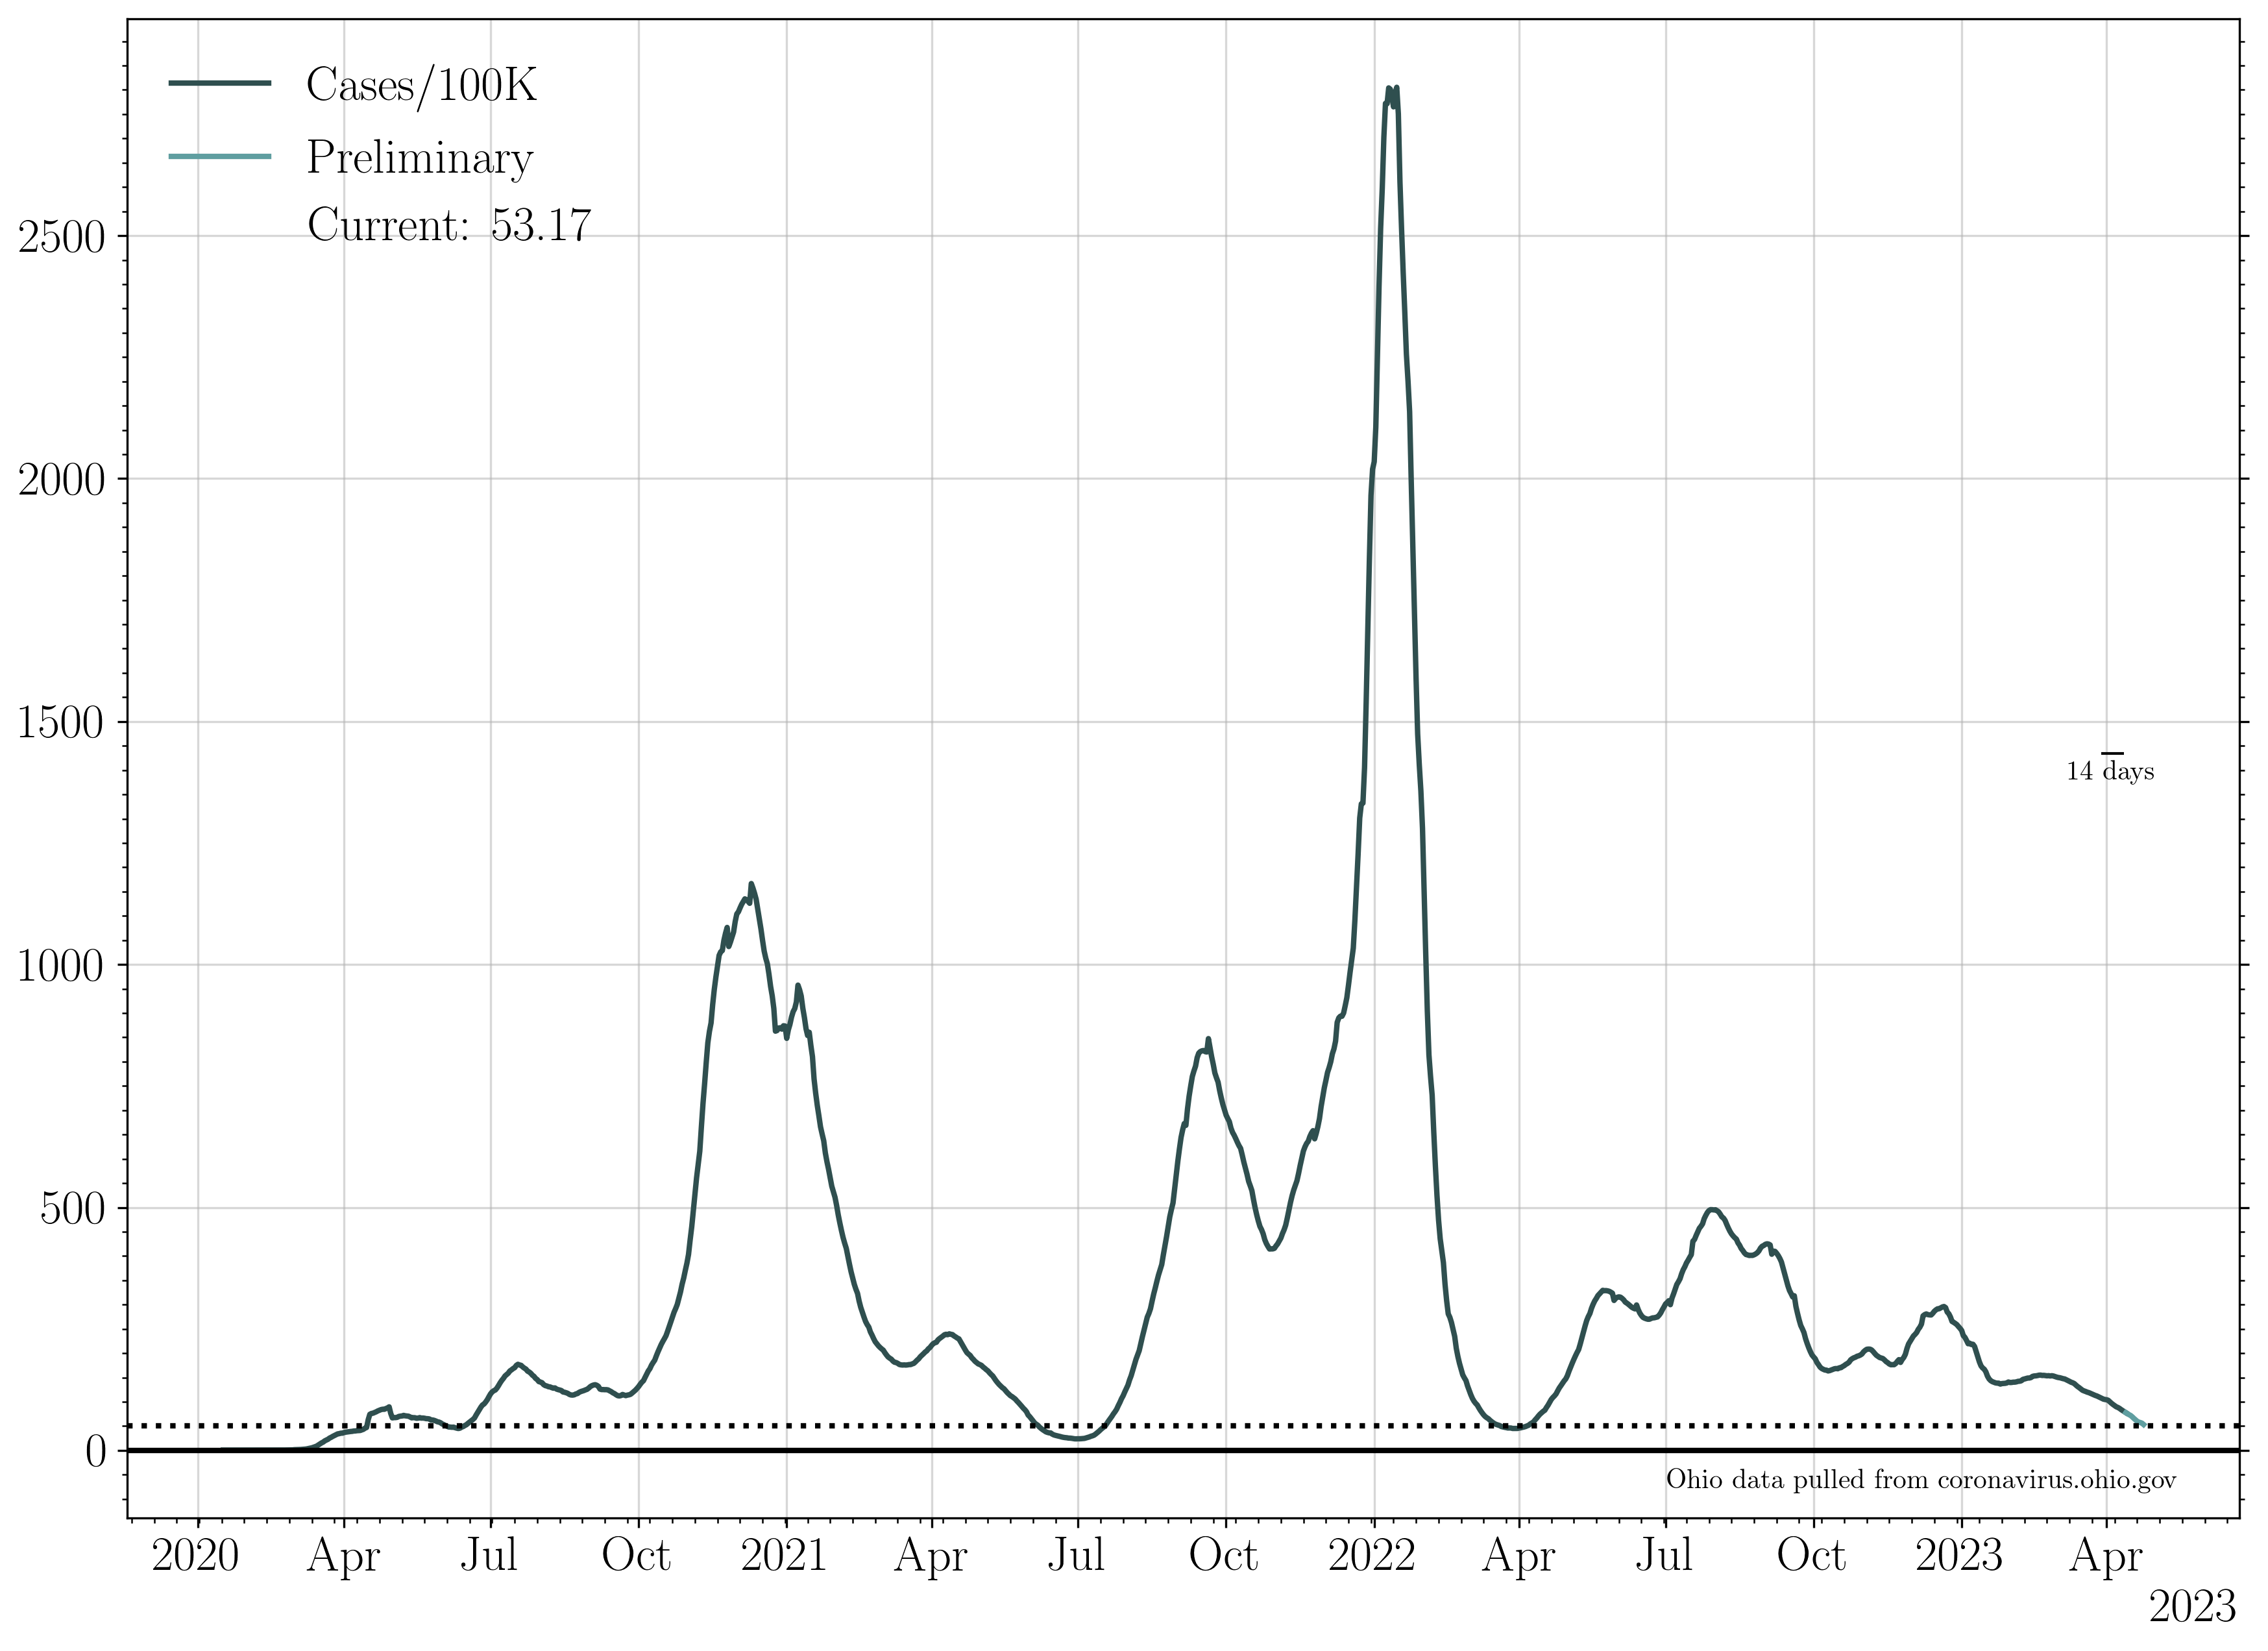 Cases/100K
Preliminary
Current: 53.17
2500
2000
1500
14 days
1000
500
0
Ohio data pulled from coronavirus.ohio.gov
2020 Apr Jul Oct 2021 Apr Jul Oct 2022 Apr Jul Oct 2023 Apr
2023